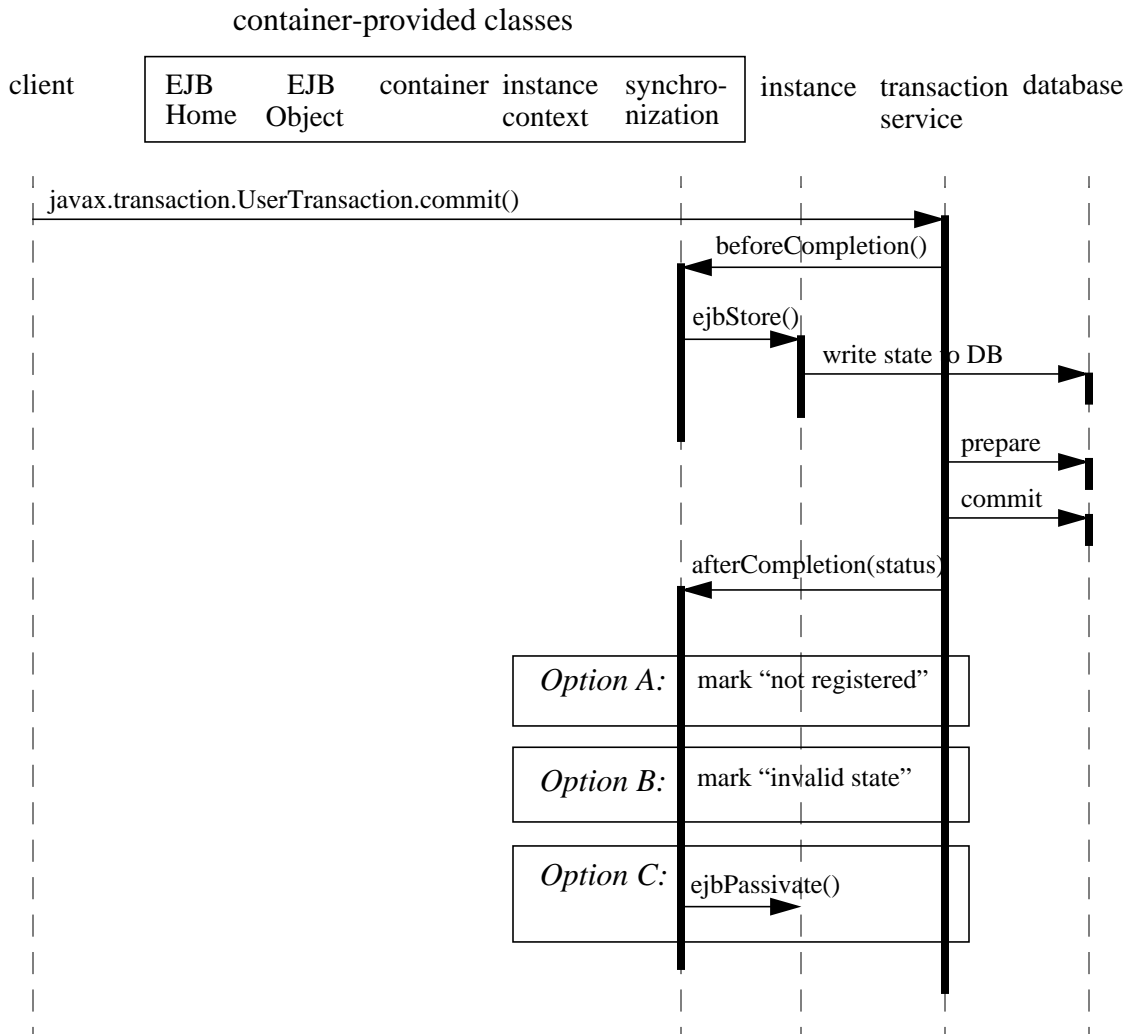 container-provided classes
client
EJB
Home
EJB
Object
container
instance
context
synchro-
nization
instance
transaction
service
database
javax.transaction.UserTransaction.commit()
beforeCompletion()
ejbStore()
write state to DB
prepare
commit
afterCompletion(status)
Option A: mark “not registered”
Option B: mark “invalid state”
Option C:
ejbPassivate()